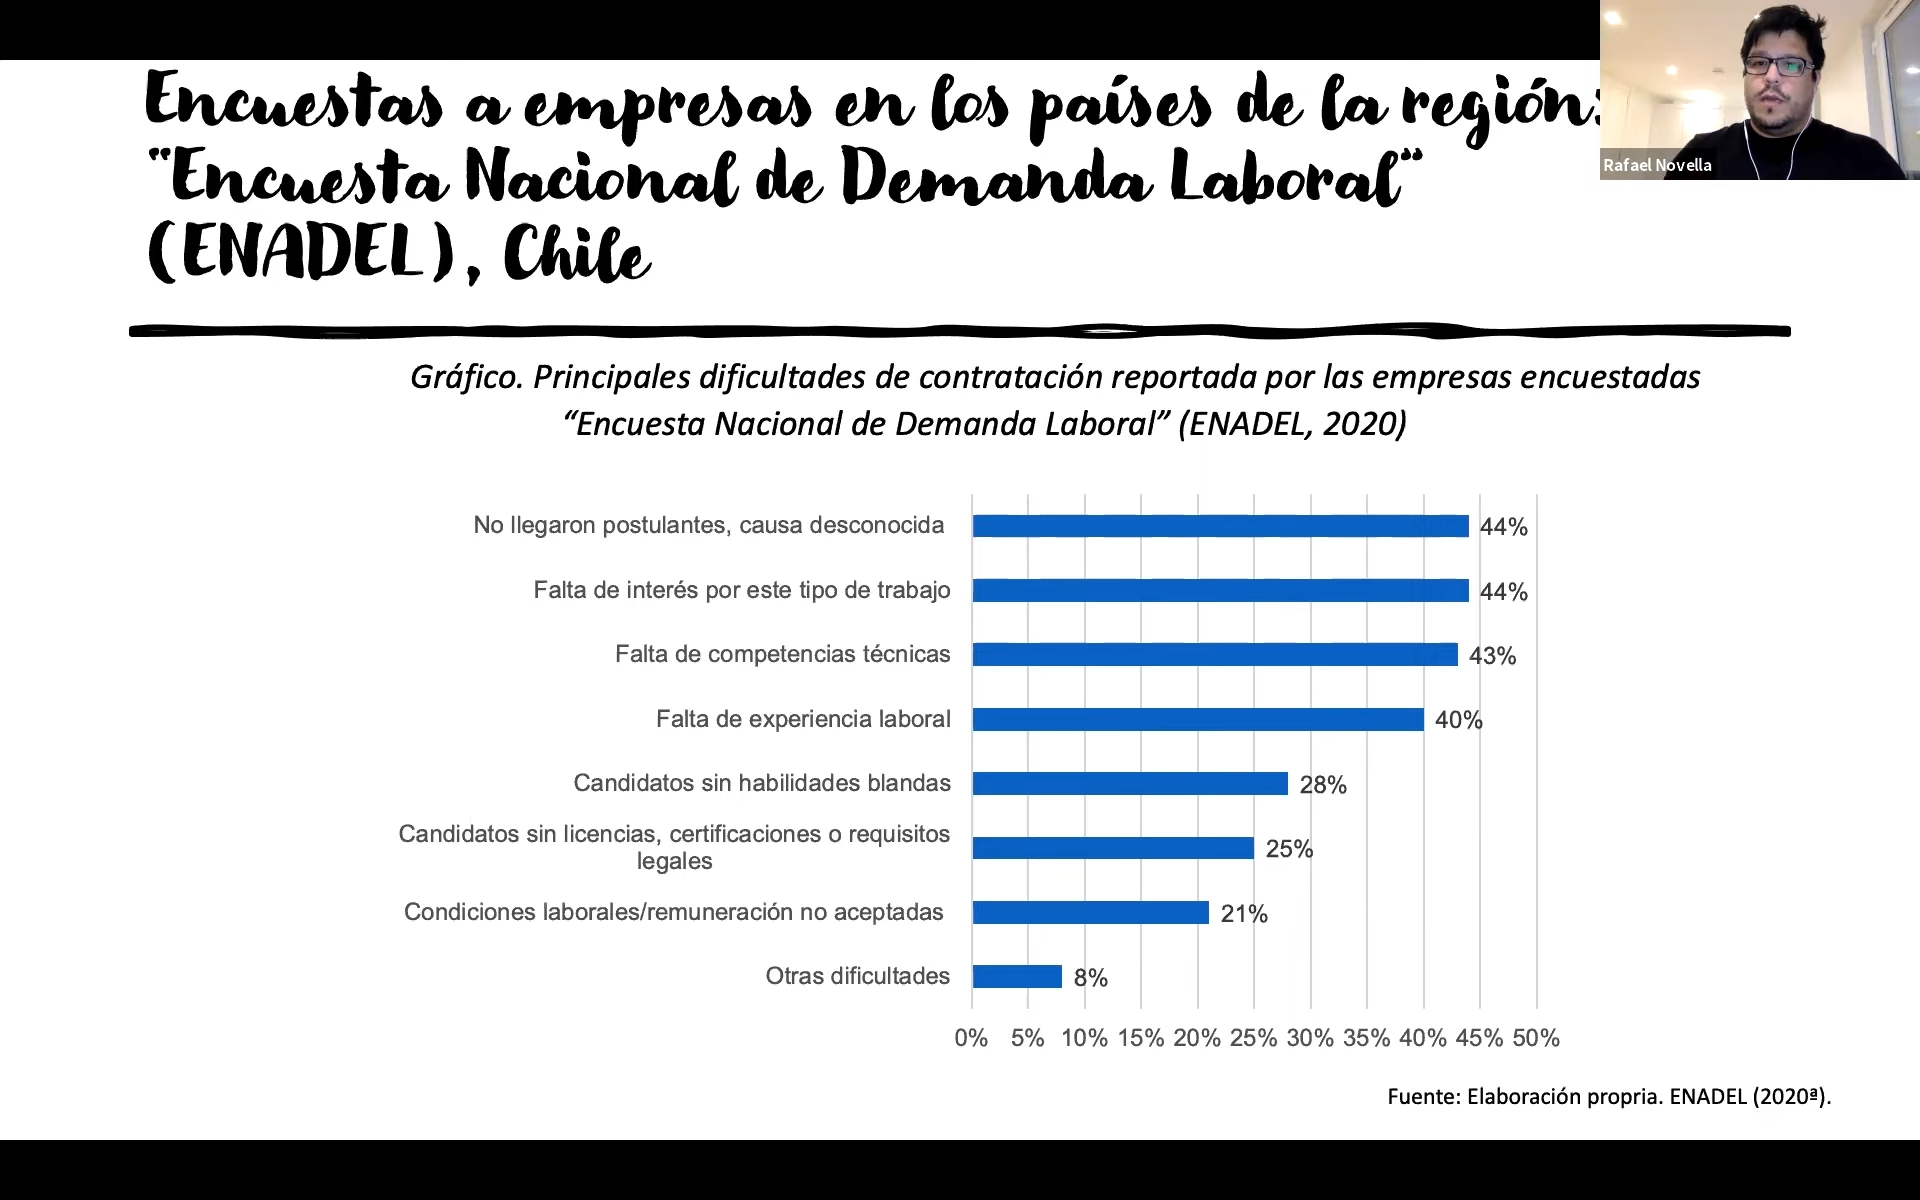 Encuestas a empresas en los países de la región:
“Encuesta Nacional de Demanda Laboral”
(ENADEL), Chile
Rafael Novella
Gráfico. Principales dificultades de contratación reportada por las empresas encuestadas
“Encuesta Nacional de Demanda Laboral” (ENADEL, 2020)
No llegaron postulantes, causa desconocida 44%
Falta de interés por este tipo de trabajo 44%
Falta de competencias técnicas 43%
Falta de experiencia laboral 40%
Candidatos sin habilidades blandas 28%
Candidatos sin licencias, certificaciones o requisitos
legales 25%
Condiciones laborales/remuneración no aceptadas 21%
Otras dificultades 8%
0% 5% 10% 15% 20% 25% 30% 35% 40% 45% 50%
Fuente: Elaboración propria. ENADEL (2020ª).